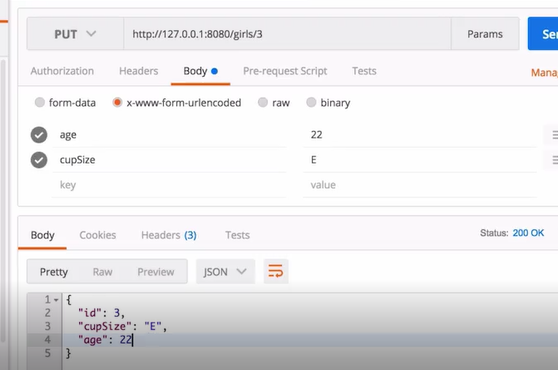 PUT http://127.0.0.1:8080/girls/3 Params
Authorization Headers Body Pre-request Script Tests
form-data x-www-form-urlencoded raw binary
age 22
cupSize E
key value
Body Cookies Headers (3) Tests Status: 200 OK
Pretty Raw Preview JSON
1 {
2 "id": 3,
3 "cupSize": "E",
4 "age": 22
5 }